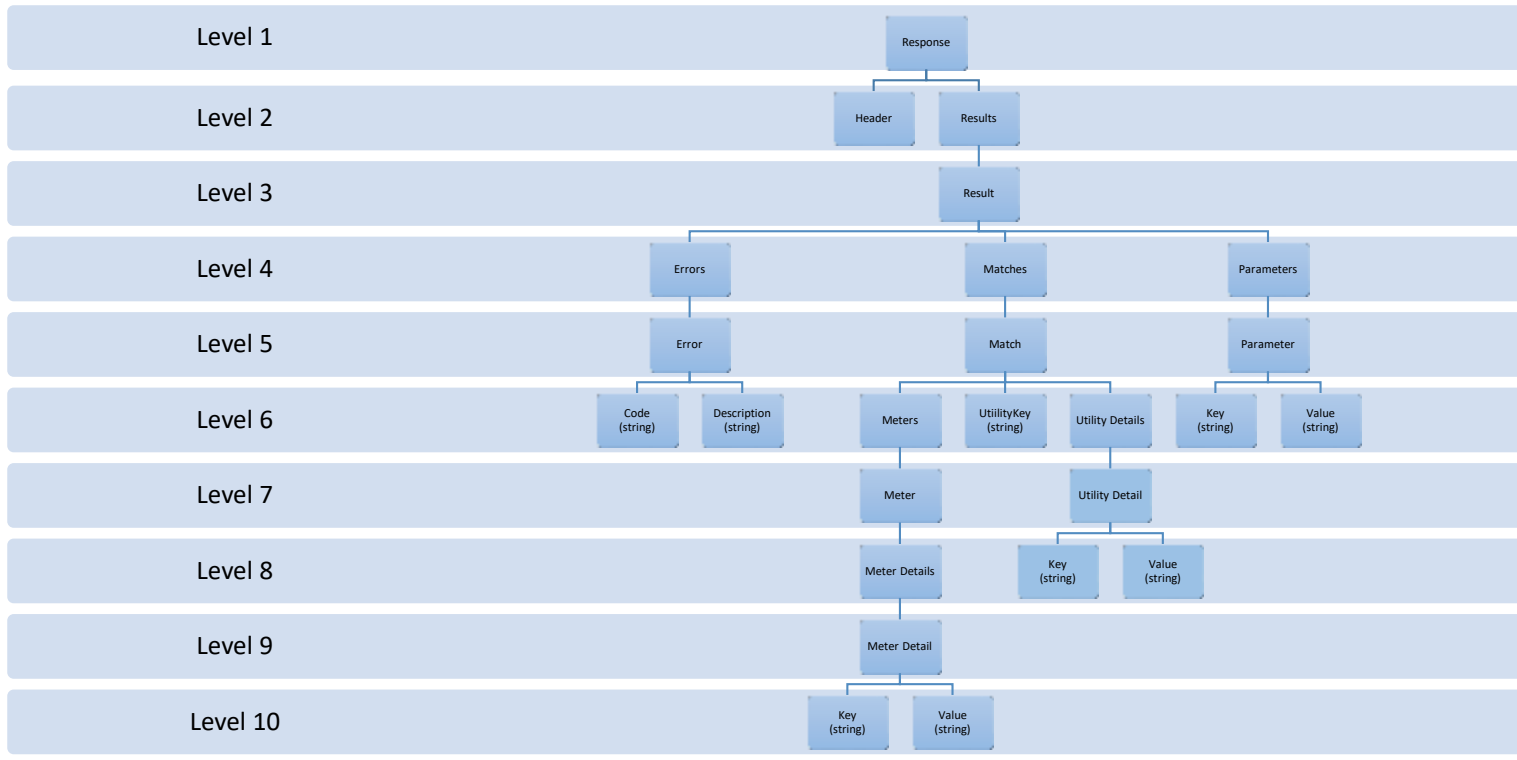 Level 1
Response
Level 2
Header
Results
Level 3
Result
Level 4
Errors
Matches
Parameters
Level 5
Error
Match
Parameter
Level 6
Code
(string)
Description
(string)
Meters
UtiilityKey
(string)
Utility Details
Key
(string)
Value
(string)
Level 7
Meter
Utility Detail
Level 8
Meter Details
Key
(string)
Value
(string)
Level 9
Meter Detail
Level 10
Key
(string)
Value
(string)